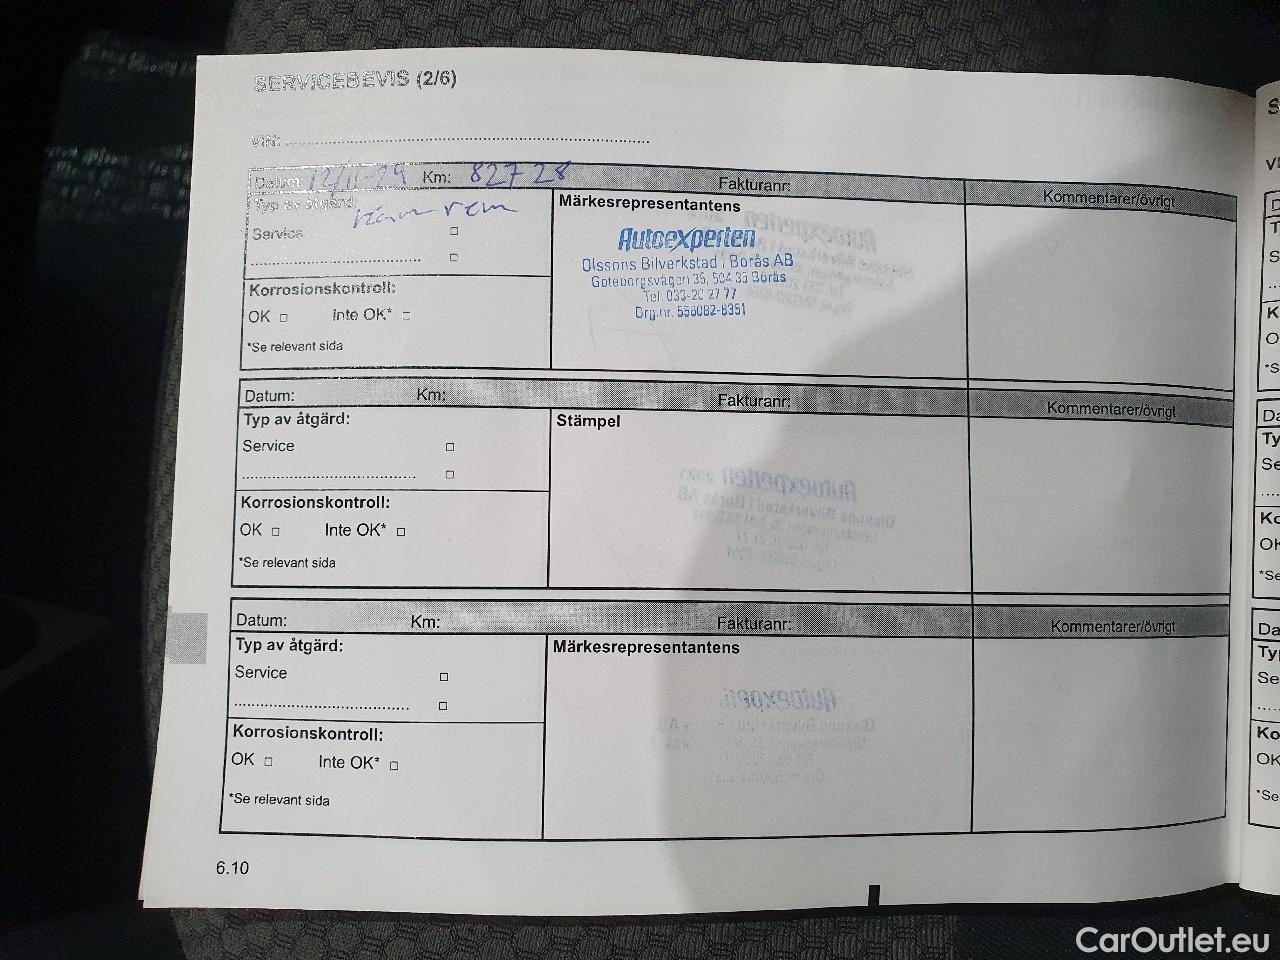 SERVICEBEVIS (2/6)
VIN:
Datum: Km: 82728 Fakturanr: Kommentarer/övrigt
Typ av åtgärd: kamrem
Service
Korrosionskontroll:
OK Inte OK*
*Se relevant sida
Märkesrepresentantens
Autoexperten
Olssons Bilverkstad i Borås AB
Göteborgsvägen 35, 504 35 Borås
Tel. 033-20 27 77
Org.nr. 556082-8351
Datum: Km: Fakturanr: Kommentarer/övrigt
Typ av åtgärd:
Service
Korrosionskontroll:
OK Inte OK*
*Se relevant sida
Stämpel
Datum: Km: Fakturanr: Kommentarer/övrigt
Typ av åtgärd:
Service
Korrosionskontroll:
OK Inte OK*
*Se relevant sida
Märkesrepresentantens
6.10
CarOutlet.eu